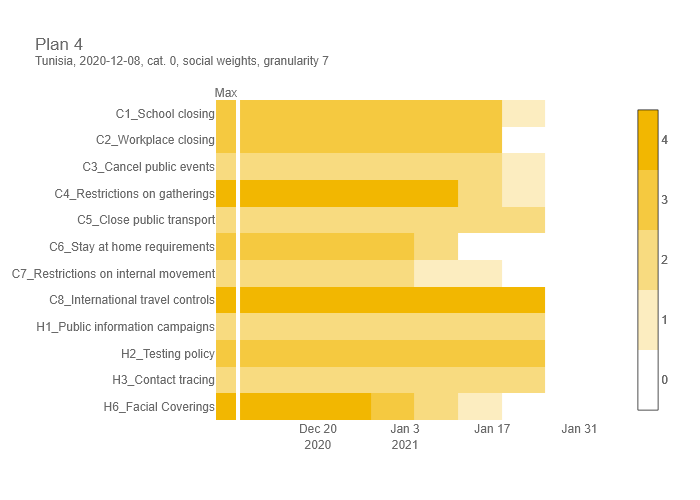 Plan 4
Tunisia, 2020-12-08, cat. 0, social weights, granularity 7
Max
C1_School closing
C2_Workplace closing
C3_Cancel public events
C4_Restrictions on gatherings
C5_Close public transport
C6_Stay at home requirements
C7_Restrictions on internal movement
C8_International travel controls
H1_Public information campaigns
H2_Testing policy
H3_Contact tracing
H6_Facial Coverings
Dec 20 Jan 3 Jan 17 Jan 31
2020 2021
4
3
2
1
0